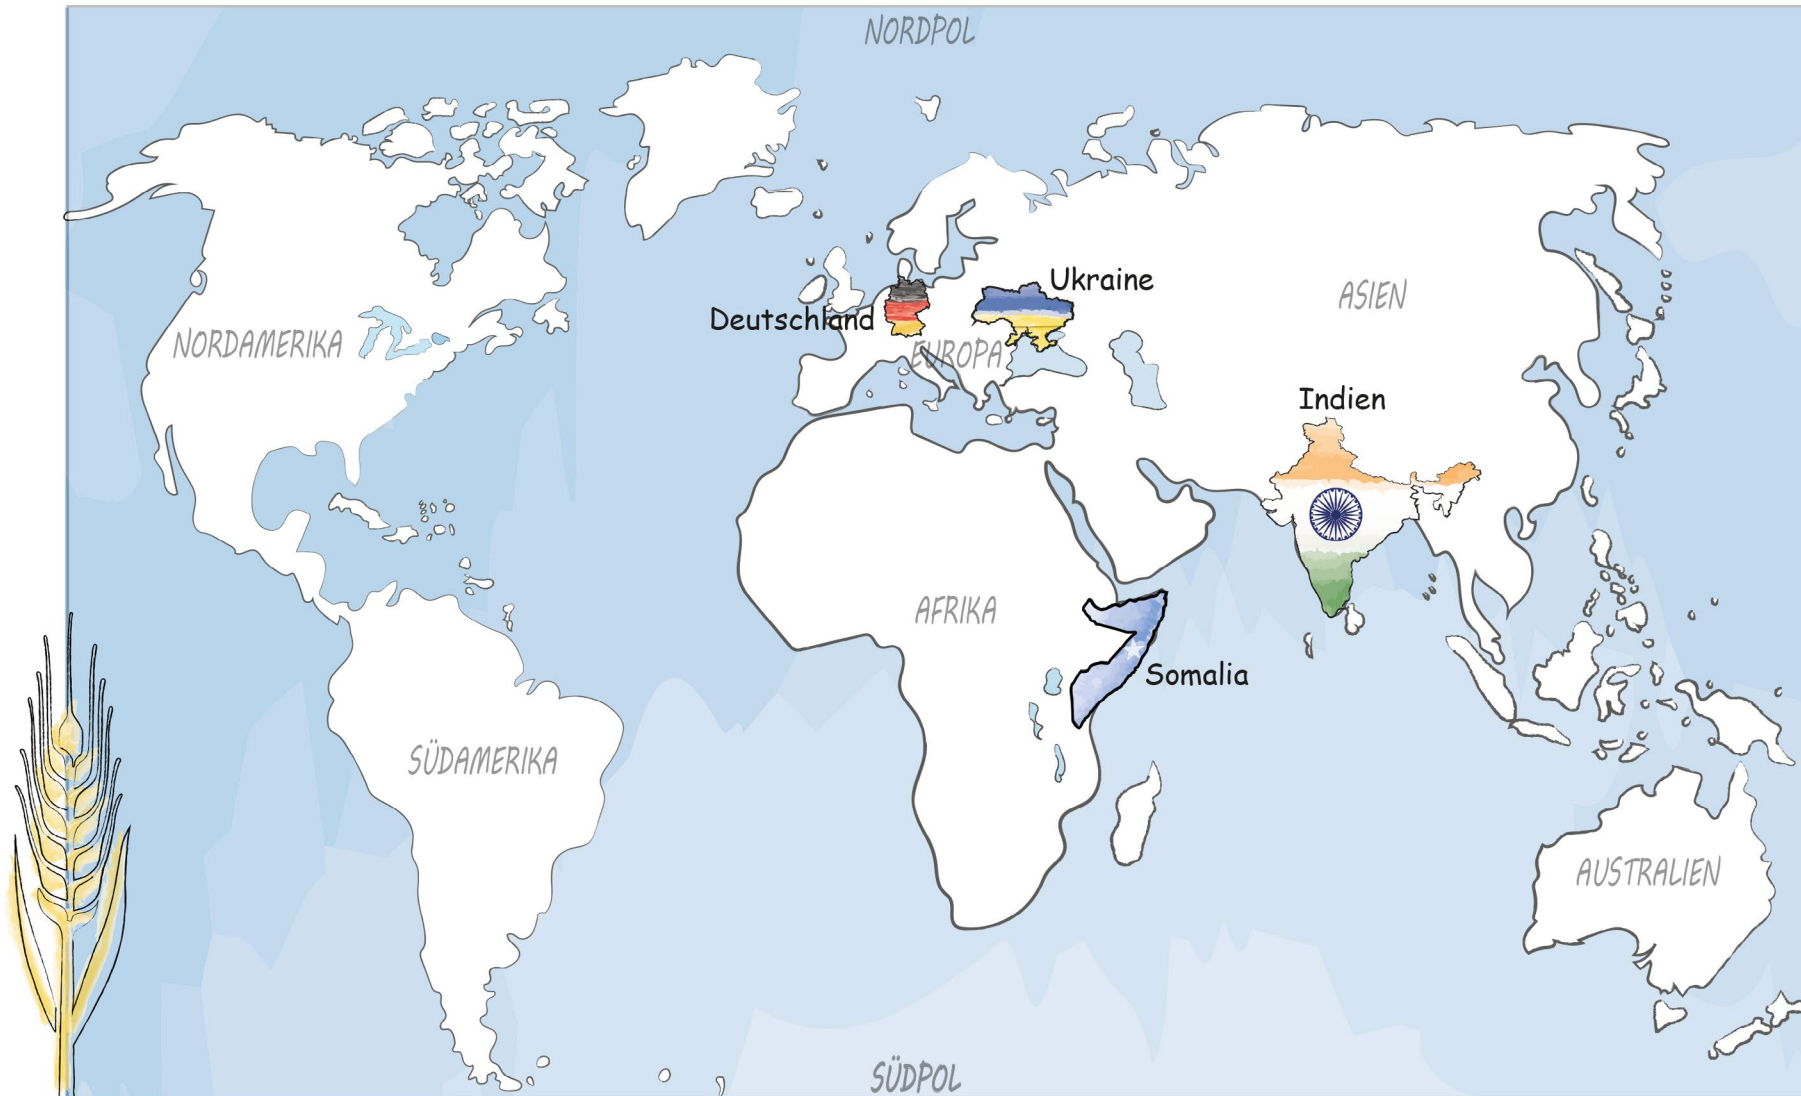 NORDPOL
Ukraine
ASIEN
Deutschland
NORDAMERIKA
EUROPA
Indien
AFRIKA
Somalia
SÜDAMERIKA
AUSTRALIEN
SÜDPOL